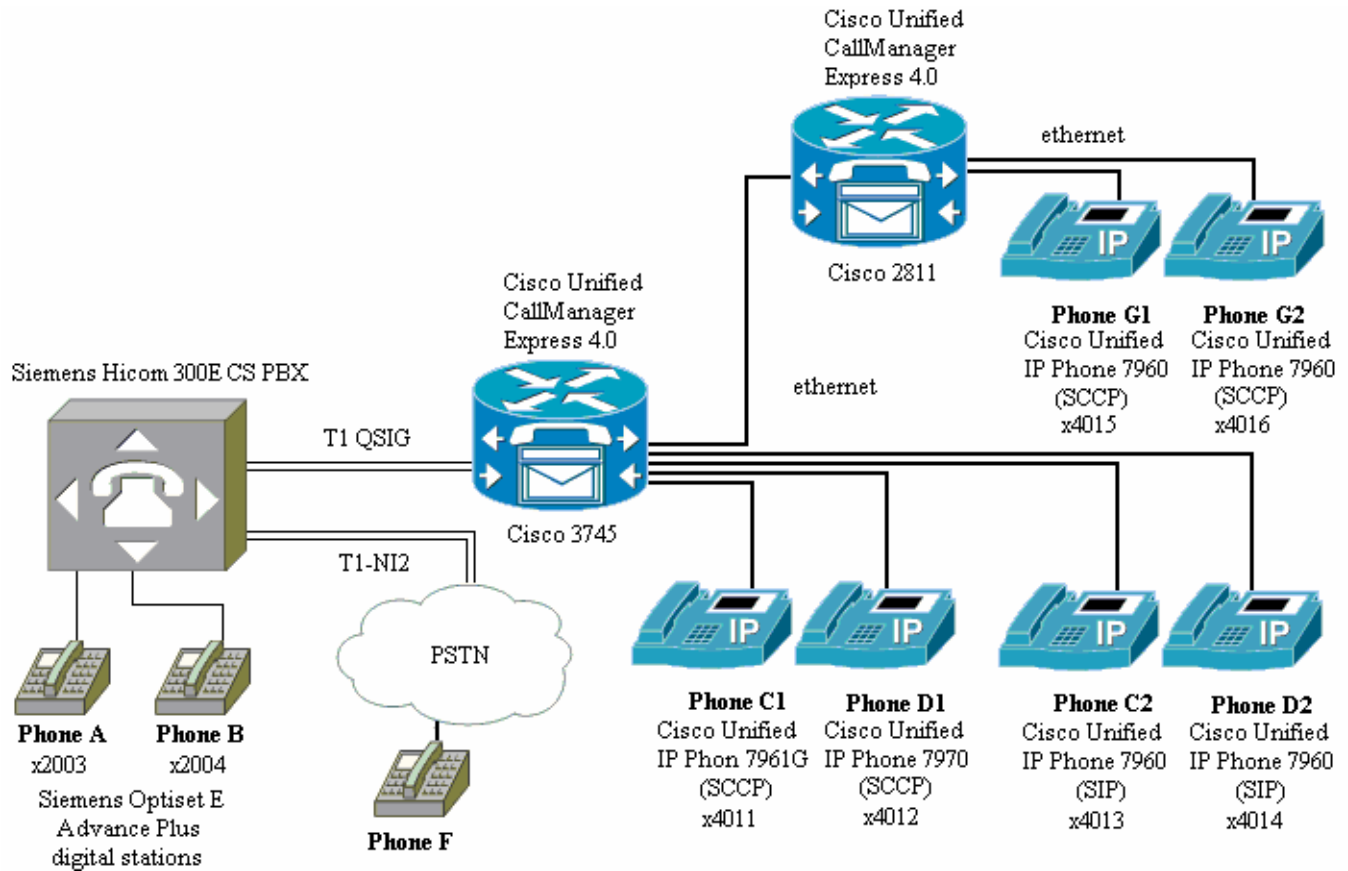 Cisco Unified
CallManager
Express 4.0
ethernet
Cisco 2811
Phone G1
Cisco Unified
IP Phone 7960
(SCCP)
x4015
Phone G2
Cisco Unified
IP Phone 7960
(SCCP)
x4016
IP
IP
Cisco Unified
CallManager
Express 4.0
ethernet
Siemens Hicom 300E CS PBX
T1 QSIG
Cisco 3745
T1-NI2
PSTN
IP
IP
IP
IP
Phone A
x2003
Phone B
x2004
Siemens Optiset E
Advance Plus
digital stations
Phone F
Phone C1
Cisco Unified
IP Phon 7961G
(SCCP)
x4011
Phone D1
Cisco Unified
IP Phone 7970
(SCCP)
x4012
Phone C2
Cisco Unified
IP Phone 7960
(SIP)
x4013
Phone D2
Cisco Unified
IP Phone 7960
(SIP)
x4014